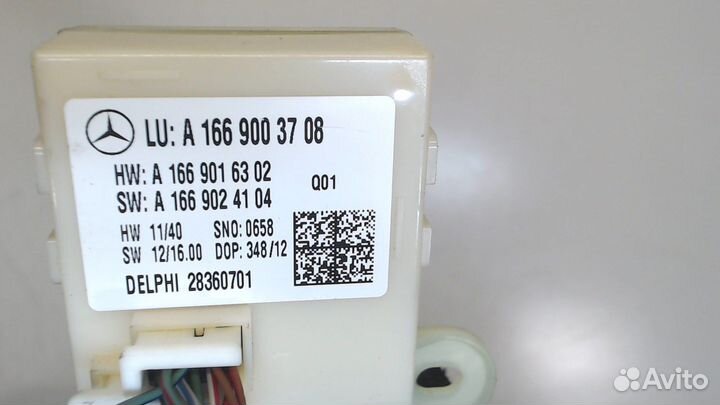 LU: A 166 900 37 08
HW: A 166 901 63 02
SW: A 166 902 41 04
Q01
HW 11/40 SNO: 0658
SW 12/16.00 DOP: 348/12
DELPHI 28360701
Avito